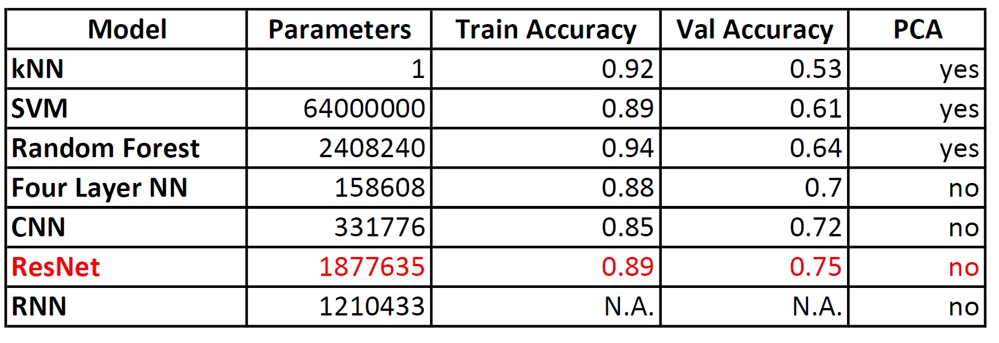 Model Parameters Train Accuracy Val Accuracy PCA
kNN 1 0.92 0.53 yes
SVM 64000000 0.89 0.61 yes
Random Forest 2408240 0.94 0.64 yes
Four Layer NN 158608 0.88 0.7 no
CNN 331776 0.85 0.72 no
ResNet 1877635 0.89 0.75 no
RNN 1210433 N.A. N.A. no